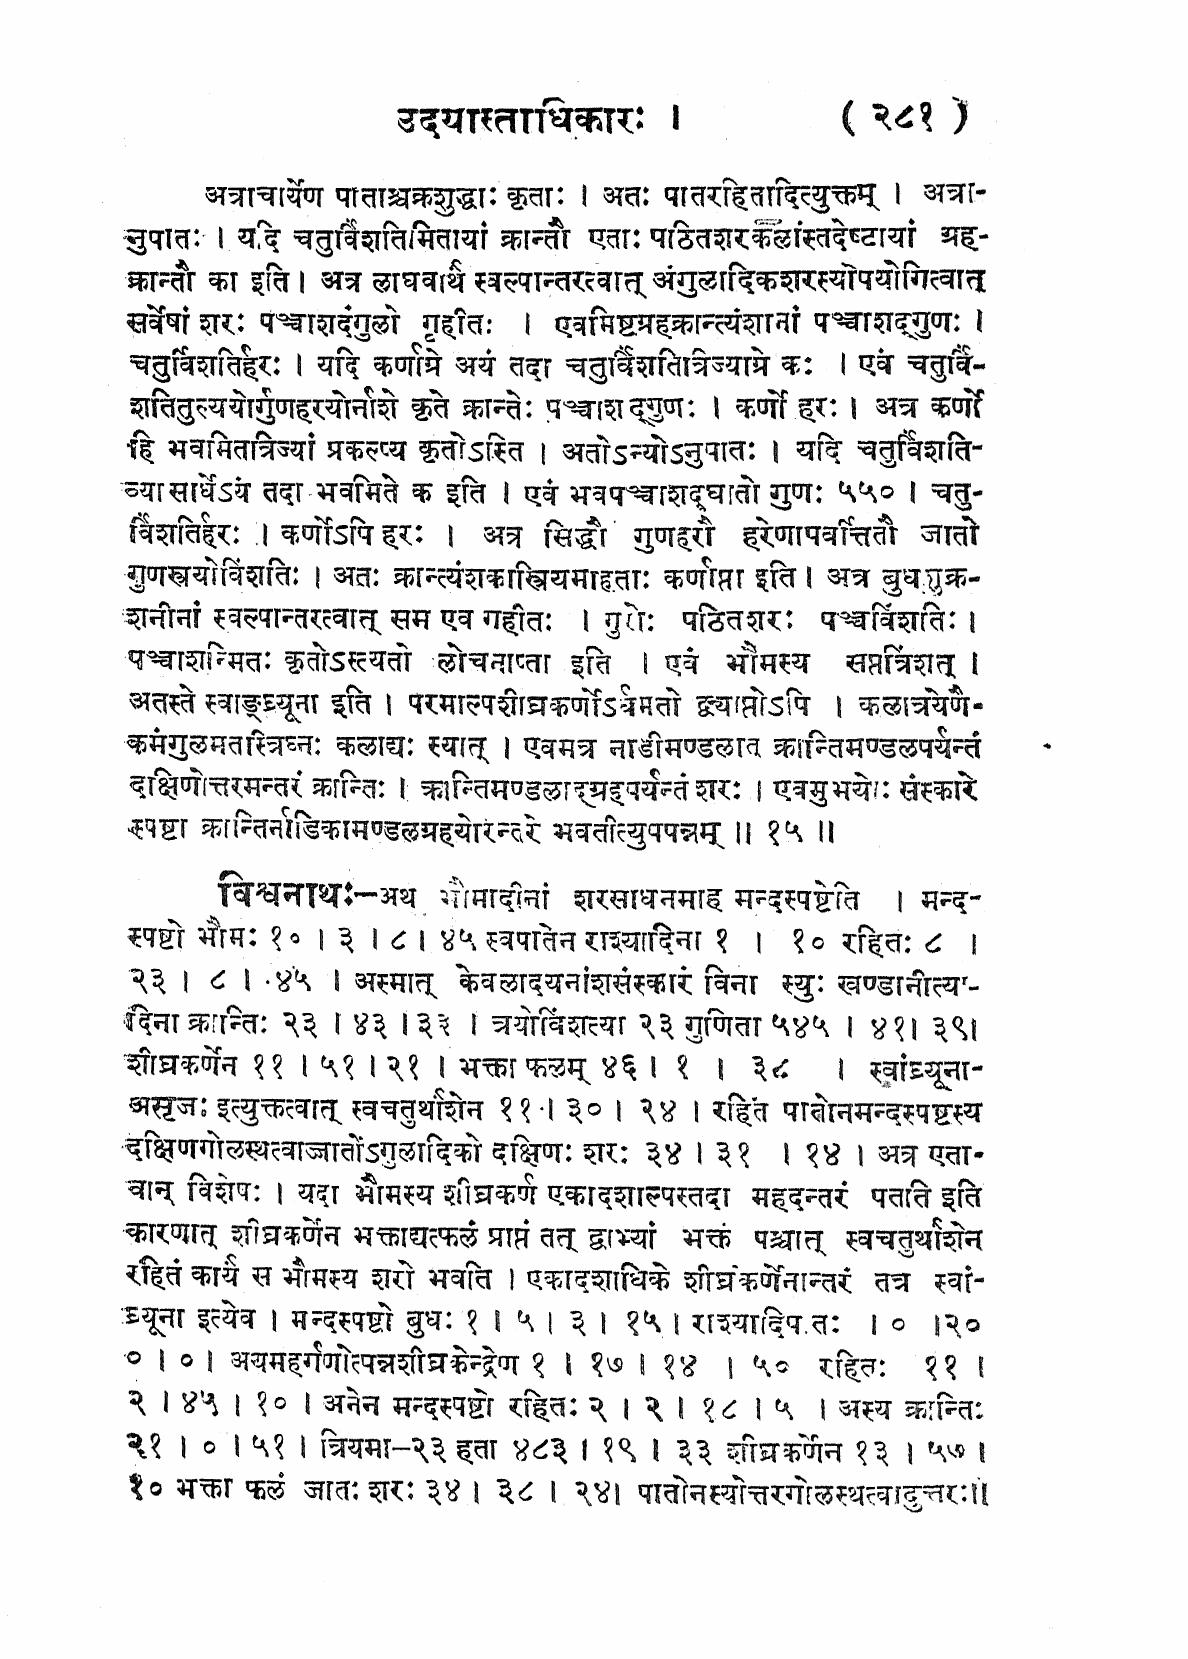 उदयास्ताधिकारः । ( २८१ )
अत्राचार्येण पाताश्चक्रशुद्धाः कृताः । अतः पातरहितादित्युक्तम् । अत्रा-
नुपातः । यदि चतुर्विंशतिमितायां क्रान्तौ एताः पाठितशरकलांस्तदेष्टायां ग्रह-
क्रान्तौ का इति । अत्र लाघवार्थं स्वल्पान्तरत्वात् अंगुलादिकशरस्योपयोगित्वात्
सर्वेषां शरः पञ्चाशदंगुलो गृहीतः । एवमिष्टग्रहक्रान्त्यंशानां पञ्चाशद्गुणः ।
चतुर्विंशतिर्हरः । यदि कर्णाग्रे अयं तदा चतुर्विंशतित्रिज्याग्रे कः । एवं चतुर्विं-
शतितुल्ययोर्गुणहरयोर्नाशे कृते क्रान्तेः पञ्चाशद्गुणः । कर्णो हरः । अत्र कर्णो
हि भवमितत्रिज्यां प्रकल्प्य कृतोऽस्ति । अतोऽन्योऽनुपातः । यदि चतुर्विंशति-
व्यासार्धेऽयं तदा भवमिते क इति । एवं भवपञ्चाशद्घातो गुणः ५५० । चतु-
र्विंशतिर्हरः । कर्णोऽपि हरः । अत्र सिद्धौ गुणहरौ हरेणापवर्त्तितौ जातो
गुणस्त्रयोविंशतिः । अतः क्रान्त्यंशकास्त्रियमाहताः कर्णाप्ता इति । अत्र बुधशुक्र-
शनीनां स्वल्पान्तरत्वात् सम एव गहीतः । गुरोः पठितशरः पञ्चविंशतिः ।
पञ्चाशन्मितः कृतोऽस्त्यतो लोचनाप्ता इति । एवं भौमस्य सप्तत्रिंशत् ।
अतस्ते स्वाङ्घ्र्यूना इति । परमाल्पशीघ्रकर्णोऽर्धमतो द्व्याप्तोऽपि । कलात्रयेणै-
कमंगुलमतस्त्रिघ्नः कलाद्यः स्यात् । एवमत्र नाडीमण्डलात् क्रान्तिमण्डलपर्यन्तं
दक्षिणोत्तरमन्तरं क्रान्तिः । क्रान्तिमण्डलाद्ग्रहपर्यन्तं शरः । एवमुभयोः संस्कारे
स्पष्टा क्रान्तिर्नाडिकामण्डलग्रहयोरन्तरे भवतीत्युपपन्नम् ॥ १५ ॥
विश्वनाथः—अथ भौमादीनां शरसाधनमाह मन्दस्पष्टेति । मन्द-
स्पष्टो भौमः १० । ३ । ८ । ४५ स्वपातेन राश्यादिना १ । १० रहितः ८ ।
२३ । ८ । ४५ । अस्मात् केवलादयनांशसंस्कारं विना स्युः खण्डानीत्या-
दिना क्रान्तिः २३ । ४३ । ३३ । त्रयोविंशत्या २३ गुणिता ५४५ । ४१। ३९।
शीघ्रकर्णेन ११ । ५१ । २१ । भक्ता फलम् ४६ । १ । ३८ । स्वांघ्र्यूना-
असृजः इत्युक्तत्वात् स्वचतुर्थांशेन ११ । ३० । २४ । रहितं पातोनमन्दस्पष्टस्य
दक्षिणगोलस्थत्वाज्जातोंऽगुलादिको दक्षिणः शरः ३४ । ३१ । १४ । अत्र एता-
वान् विशेषः । यदा भौमस्य शीघ्रकर्ण एकादशाल्पस्तदा महदन्तरं पतति इति
कारणात् शीघ्रकर्णेन भक्ताद्यत्फलं प्राप्तं तत् द्वाभ्यां भक्तं पश्चात् स्वचतुर्थांशेन
रहितं कार्यं स भौमस्य शरो भवति । एकादशाधिके शीघ्रकर्णेनान्तरं तत्र स्वां-
घ्र्यूना इत्येव । मन्दस्पष्टो बुधः १ । ५ । ३ । १५ । राश्यादिपातः । ० ।२०
० । ० । अयमहर्गणोत्पन्नशीघ्रकेन्द्रेण १ । १७ । १४ । ५० रहितः ११ ।
२ । ४५ । १० । अनेन मन्दस्पष्टो रहितः २ । २ । १८ । ५ । अस्य क्रान्तिः
२१ । ० । ५१ । त्रियमा—२३ हता ४८३ । १९ । ३३ शीघ्रकर्णेन १३ । ५७ ।
१० भक्ता फलं जातः शरः ३४ । ३८ । २४। पातोनस्योत्तरगोलस्थत्वादुत्तरः॥